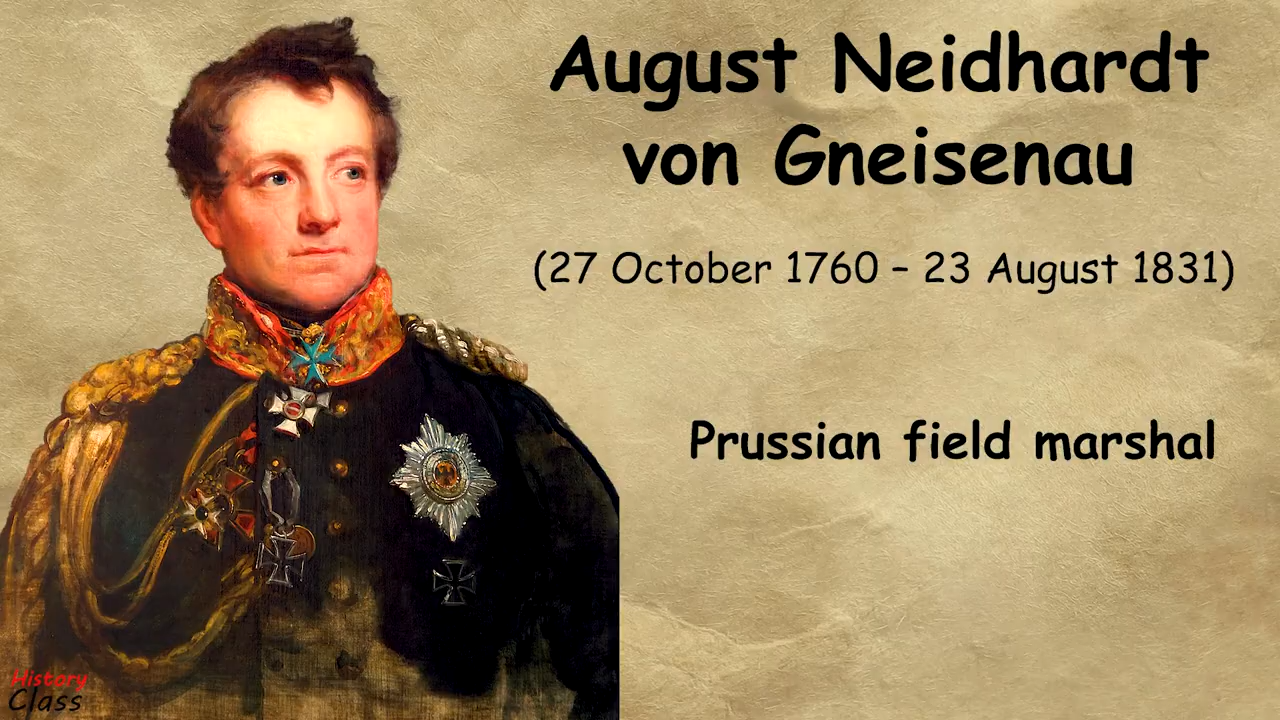 August Neidhardt
von Gneisenau
(27 October 1760 – 23 August 1831)
Prussian field marshal
History
Class